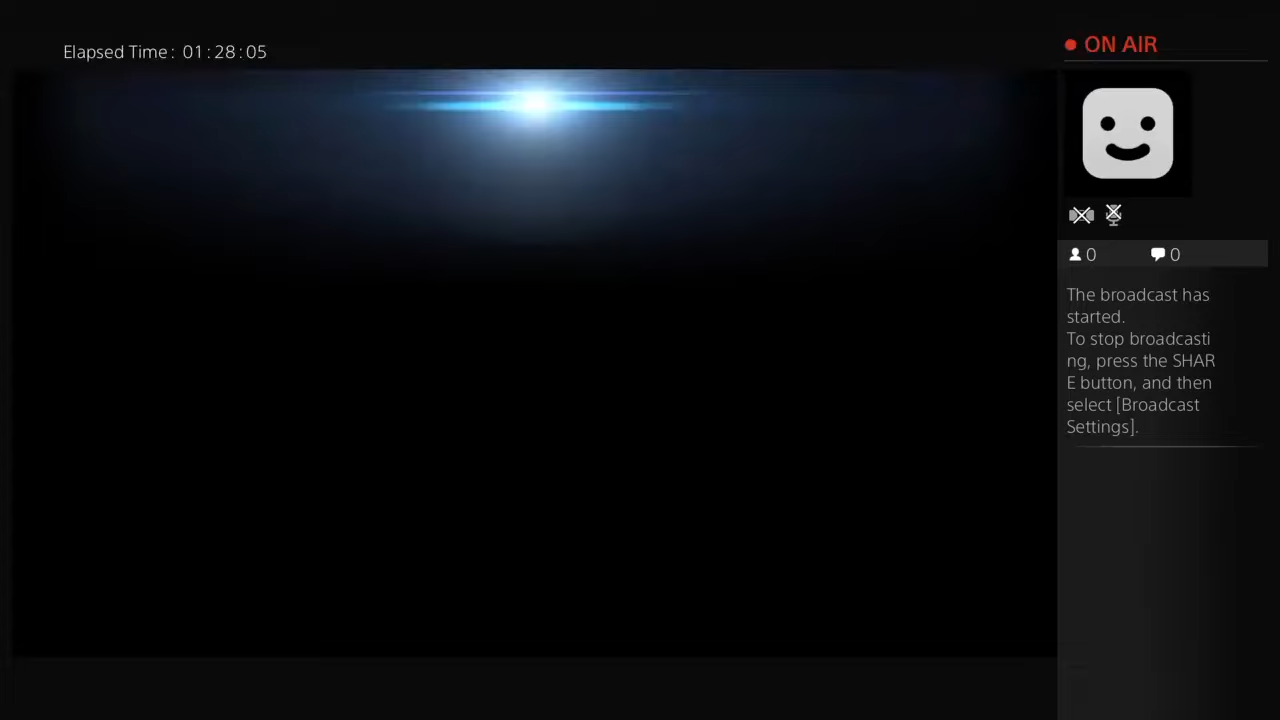 Elapsed Time: 01:28:05
ON AIR
0 0
The broadcast has
started.
To stop broadcasti
ng, press the SHAR
E button, and then
select [Broadcast
Settings].